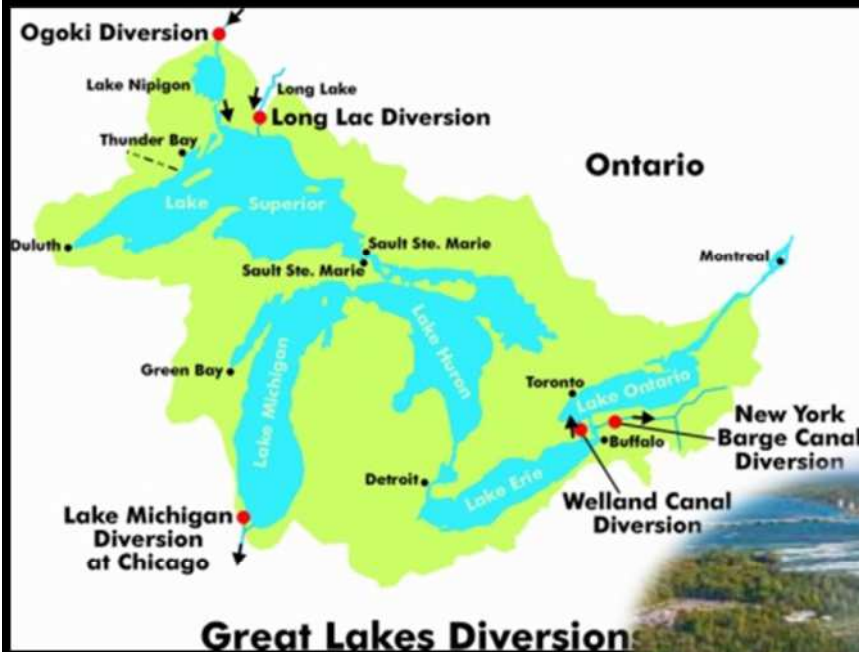 Ogoki Diversion
Lake Nipigon
Long Lake
Long Lac Diversion
Thunder Bay
Ontario
Lake Superior
Duluth
Sault Ste. Marie
Sault Ste. Marie
Montreal
Lake Huron
Lake Michigan
Green Bay
Toronto
Lake Ontario
New York
Barge Canal
Diversion
Buffalo
Detroit
Lake Erie
Welland Canal
Diversion
Lake Michigan
Diversion
at Chicago
Great Lakes Diversions